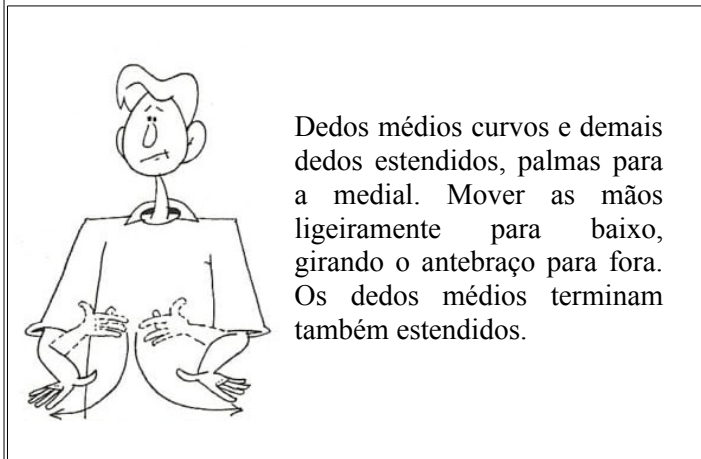 Dedos médios curvos e demais
dedos estendidos, palmas para
a medial. Mover as mãos
ligeiramente para baixo,
girando o antebraço para fora.
Os dedos médios terminam
também estendidos.